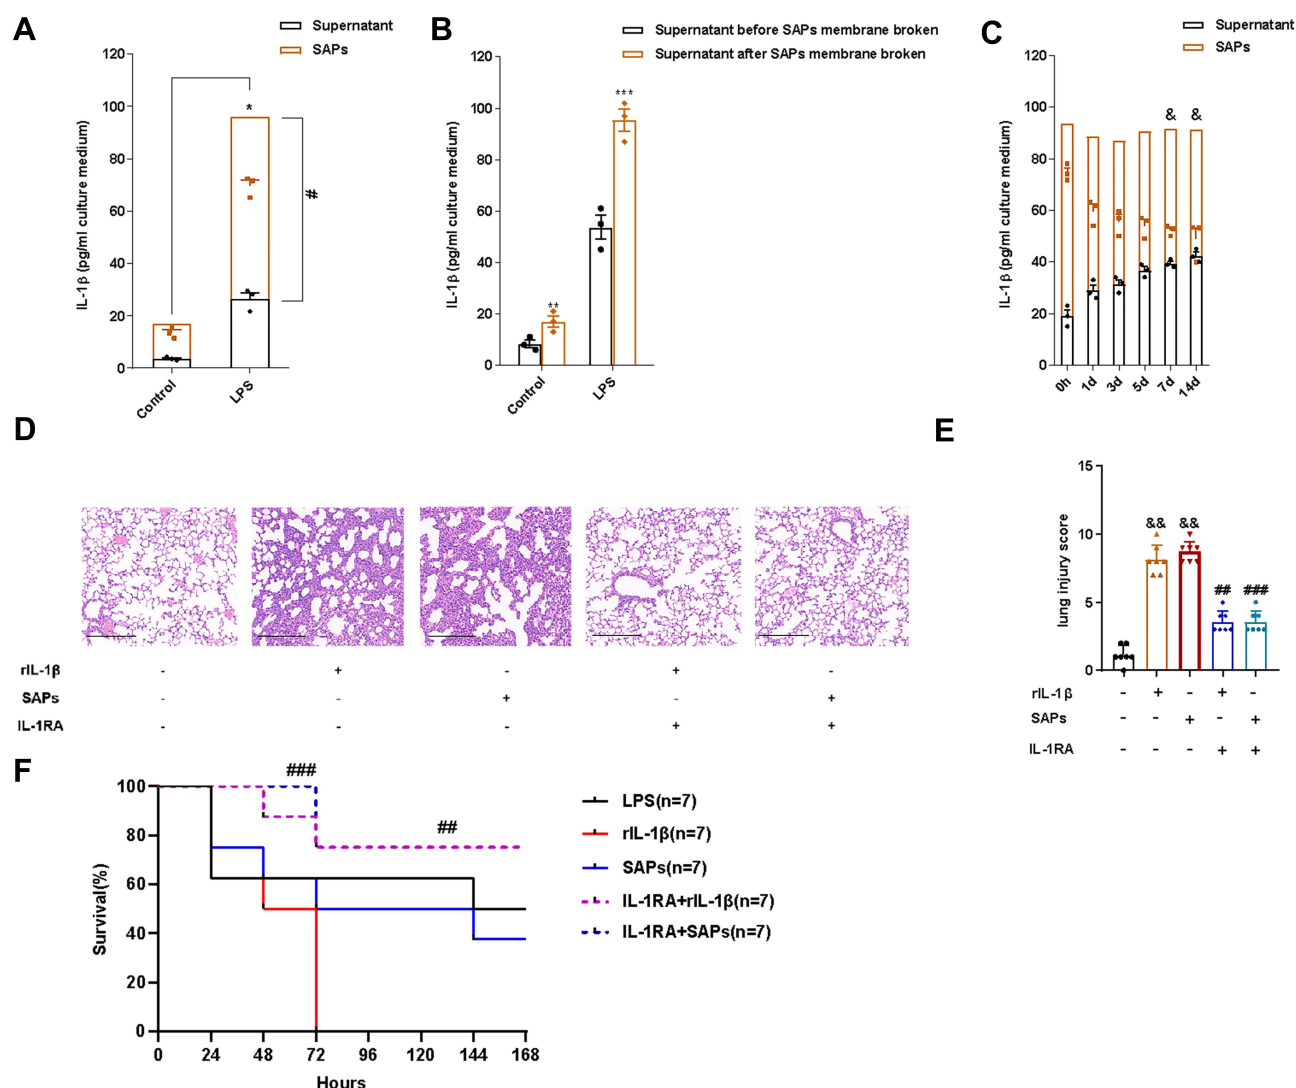 A
Supernatant
SAPs
IL-1β (pg/ml culture medium)
120
100
80
60
40
20
0
*
#
Control
LPS
B
Supernatant before SAPs membrane broken
Supernatant after SAPs membrane broken
IL-1β (pg/ml culture medium)
120
100
80
60
40
20
0
**
***
Control
LPS
C
Supernatant
SAPs
IL-1β (pg/ml culture medium)
120
100
80
60
40
20
0
& &
0h 1d 3d 5d 7d 14d
D
rIL-1β - + - + -
SAPs - - + - +
IL-1RA - - - + +
E
lung injury score
15
10
5
0
&& && ## ###
rIL-1β - + - + -
SAPs - - + - +
IL-1RA - - - + +
F
Survival(%)
100
80
60
40
20
0
###
##
0 24 48 72 96 120 144 168
Hours
LPS(n=7)
rIL-1β(n=7)
SAPs(n=7)
IL-1RA+rIL-1β(n=7)
IL-1RA+SAPs(n=7)